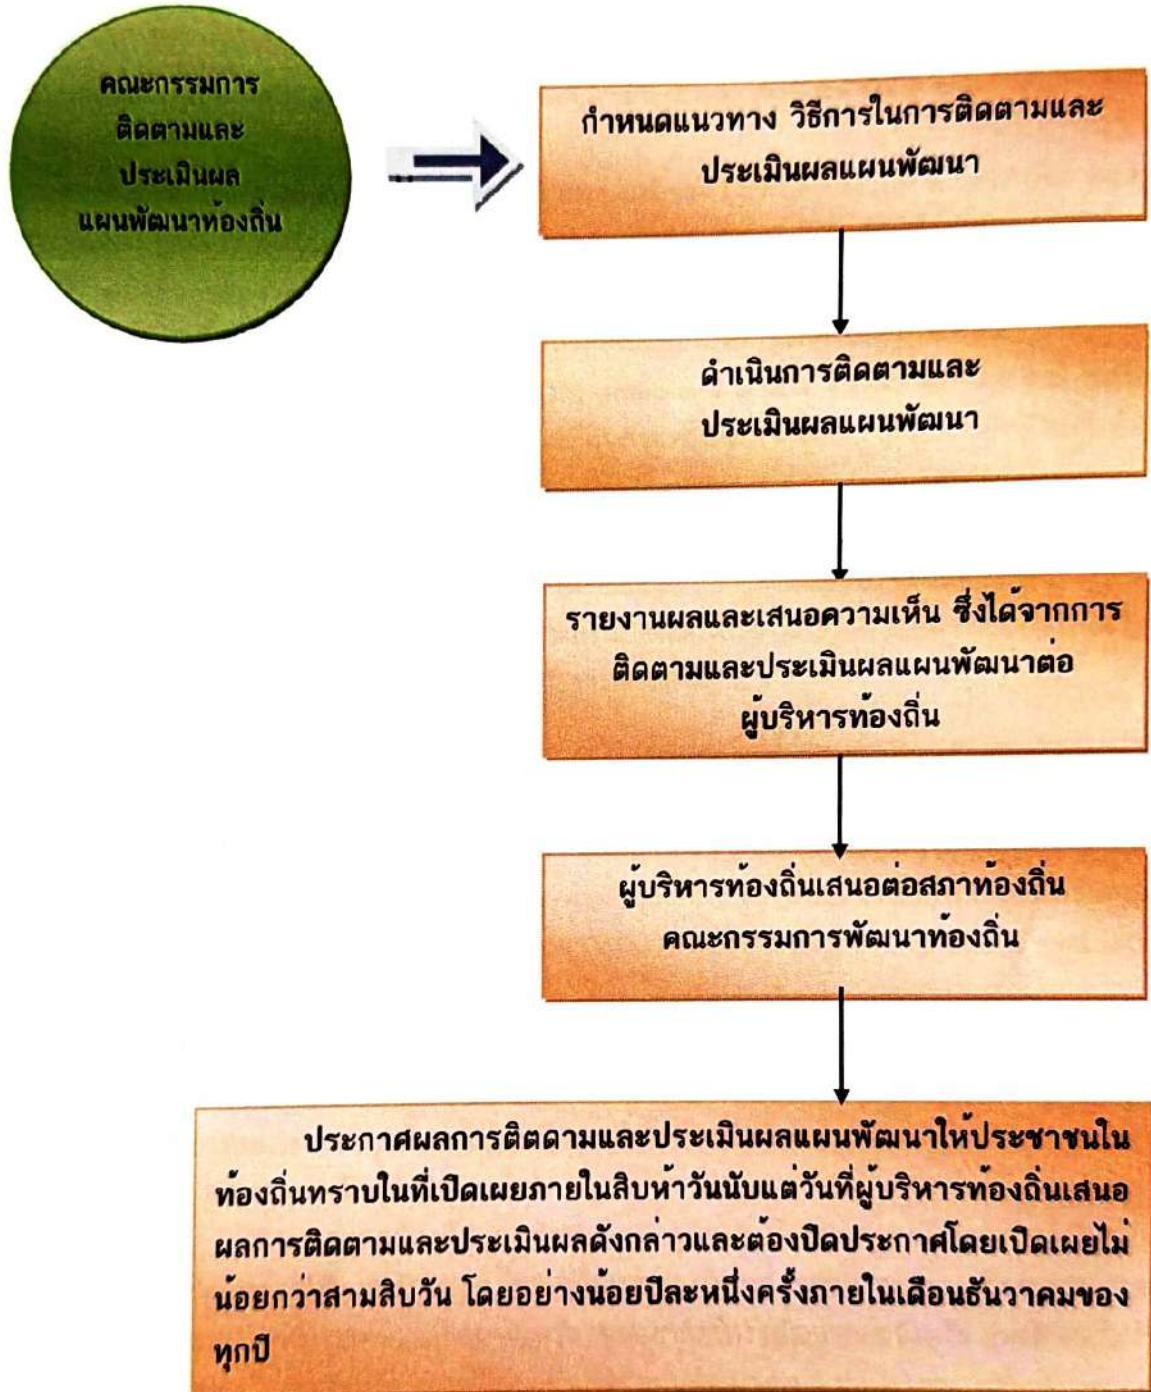 คณะกรรมการ
ติดตามและ
ประเมินผล
แผนพัฒนาท้องถิ่น
กำหนดแนวทาง วิธีการในการติดตามและ
ประเมินผลแผนพัฒนา
ดำเนินการติดตามและ
ประเมินผลแผนพัฒนา
รายงานผลและเสนอความเห็น ซึ่งได้จากการ
ติดตามและประเมินผลแผนพัฒนาต่อ
ผู้บริหารท้องถิ่น
ผู้บริหารท้องถิ่นเสนอต่อสภาท้องถิ่น
คณะกรรมการพัฒนาท้องถิ่น
ประกาศผลการติตดามและประเมินผลแผนพัฒนาให้ประชาชนใน
ท้องถิ่นทราบในที่เปิดเผยภายในสิบห้าวันนับแต่วันที่ผู้บริหารท้องถิ่นเสนอ
ผลการติดตามและประเมินผลดังกล่าวและต้องปิดประกาศโดยเปิดเผยไม่
น้อยกว่าสามสิบวัน โดยอย่างน้อยปีละหนึ่งครั้งภายในเดือนธันวาคมของ
ทุกปี